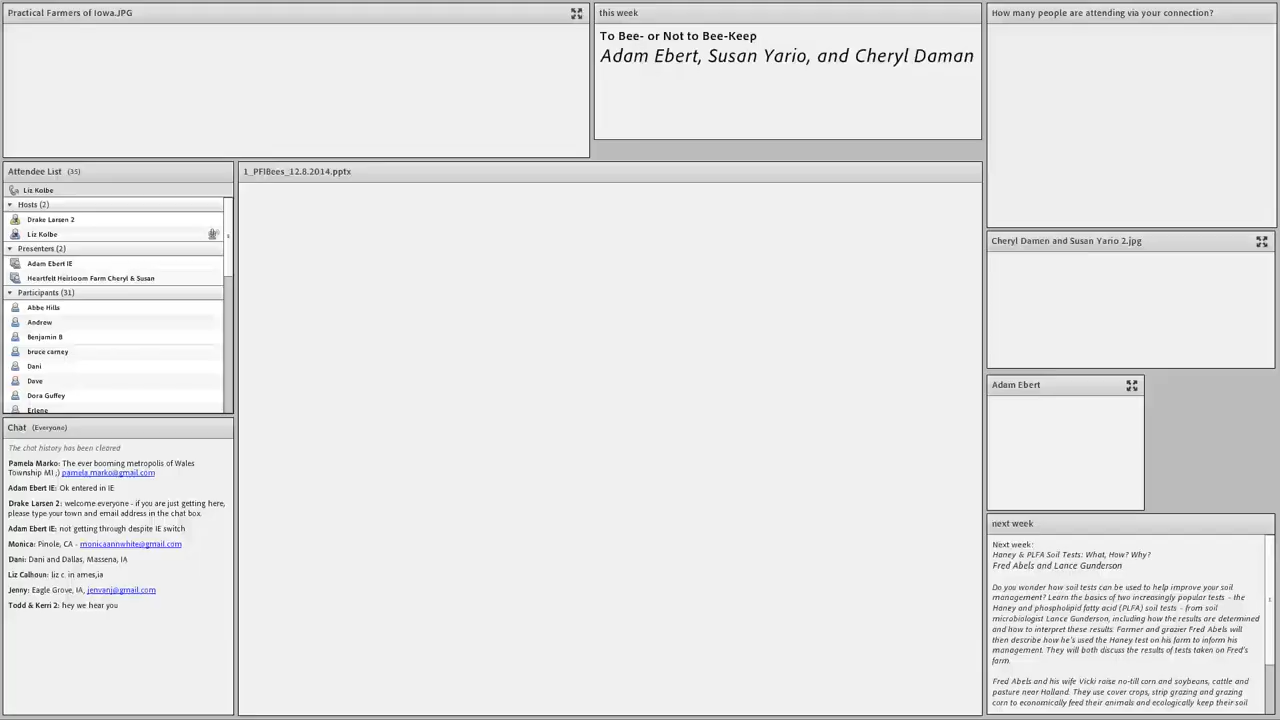 Practical Farmers of Iowa.JPG
this week
To Bee- or Not to Bee-Keep
Adam Ebert, Susan Yario, and Cheryl Daman
How many people are attending via your connection?
Attendee List (35)
Liz Kolbe
Hosts (2)
Drake Larsen 2
Liz Kolbe
Presenters (2)
Adam Ebert IE
Heartfelt Heirloom Farm Cheryl & Susan
Participants (31)
Abbe Hills
Andrew
Benjamin B
bruce carney
Dani
Dave
Dora Guffey
Erlene
Chat (Everyone)
The chat history has been cleared
Pamela Marko: The ever booming metropolis of Wales
Township MI ;) pamela.marko@gmail.com
Adam Ebert IE: Ok entered in IE
Drake Larsen 2: welcome everyone - if you are just getting here,
please type your town and email address in the chat box.
Adam Ebert IE: not getting through despite IE switch
Monica: Pinole, CA - monicaannwhite@gmail.com
Dani: Dani and Dallas, Massena, IA
Liz Calhoun: liz c. in ames,ia
Jenny: Eagle Grove, IA, jenvanj@gmail.com
Todd & Kerri 2: hey we hear you
1_PFIBees_12.8.2014.pptx
Cheryl Damen and Susan Yario 2.jpg
Adam Ebert
next week
Next week:
Haney & PLFA Soil Tests: What, How? Why?
Fred Abels and Lance Gunderson
Do you wonder how soil tests can be used to help improve your soil
management? Learn the basics of two increasingly popular tests - the
Haney and phospholipid fatty acid (PLFA) soil tests - from soil
microbiologist Lance Gunderson, including how the results are determined
and how to interpret these results. Farmer and grazier Fred Abels will
then describe how he's used the Haney test on his farm to inform his
management. They will both discuss the results of tests taken on Fred's
farm.
Fred Abels and his wife Vicki raise no-till corn and soybeans, cattle and
pasture near Holland. They use cover crops, strip grazing and grazing
corn to economically feed their animals and ecologically keep their soil